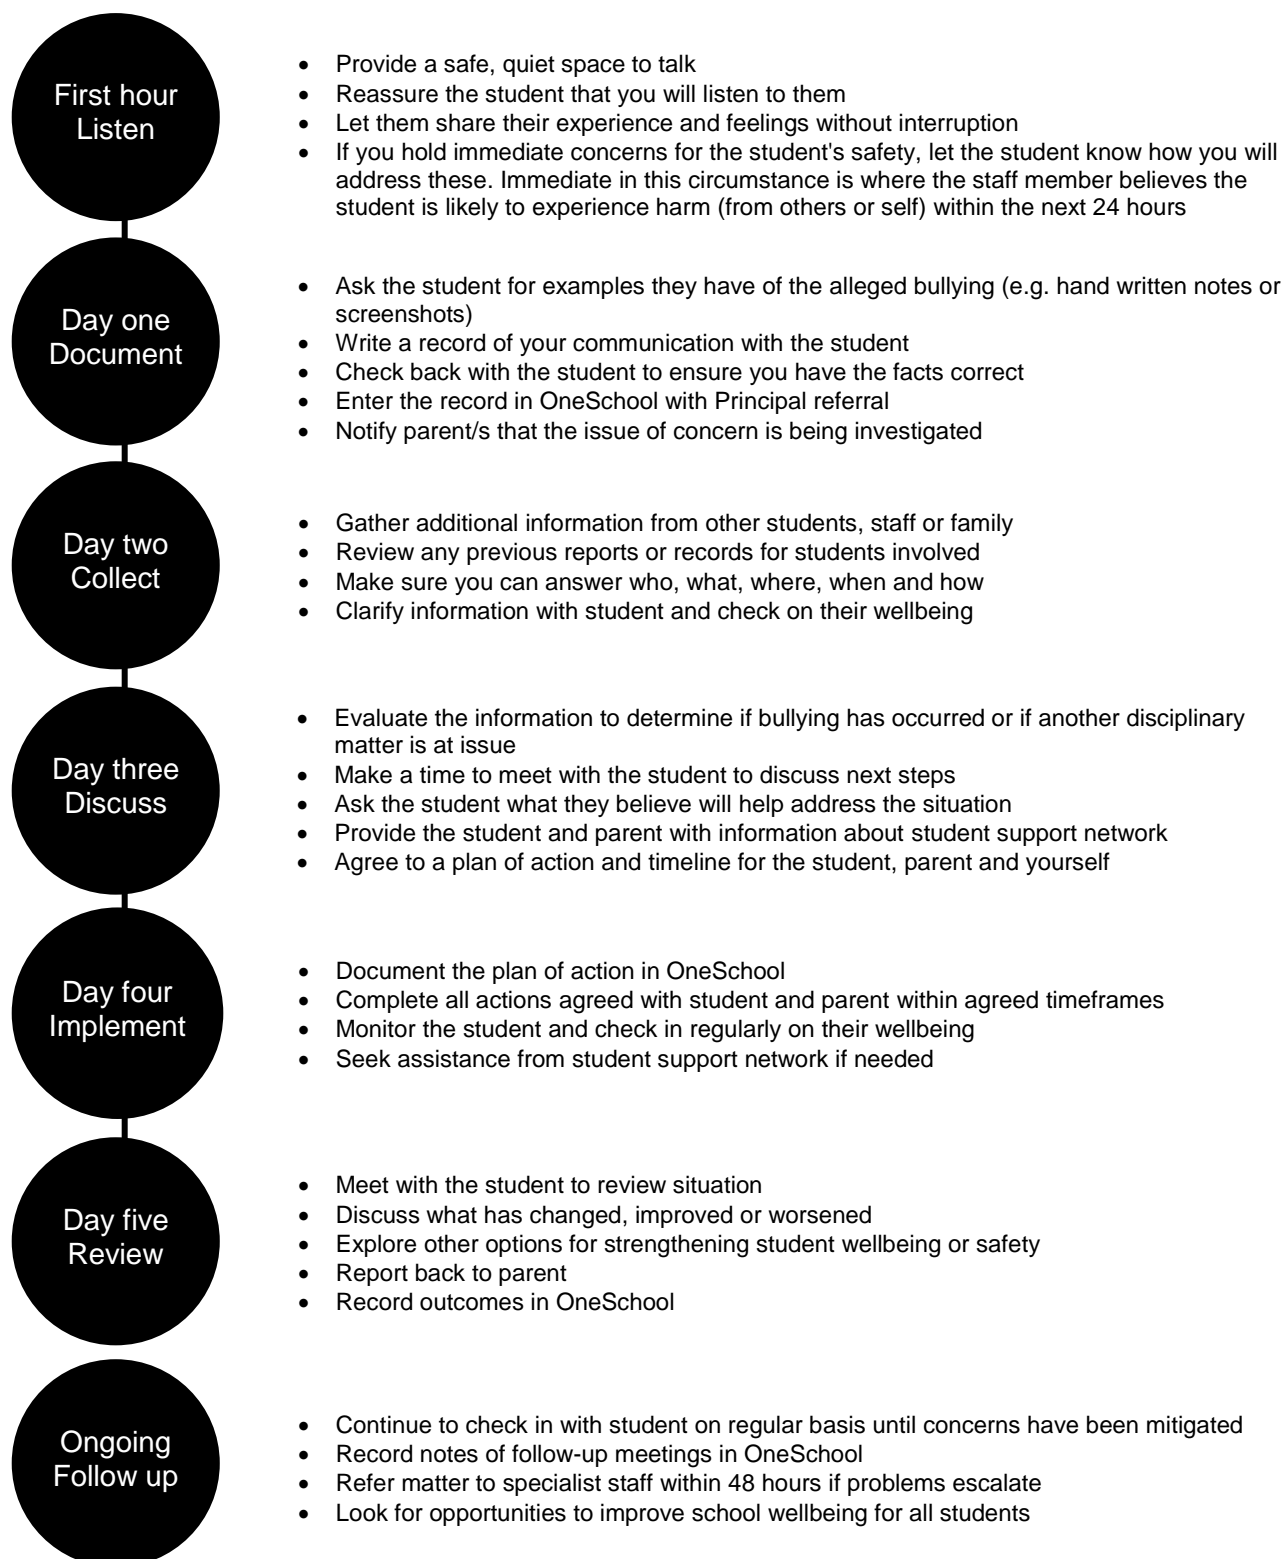 First hour
Listen
• Provide a safe, quiet space to talk
• Reassure the student that you will listen to them
• Let them share their experience and feelings without interruption
• If you hold immediate concerns for the student's safety, let the student know how you will
address these. Immediate in this circumstance is where the staff member believes the
student is likely to experience harm (from others or self) within the next 24 hours
Day one
Document
• Ask the student for examples they have of the alleged bullying (e.g. hand written notes or
screenshots)
• Write a record of your communication with the student
• Check back with the student to ensure you have the facts correct
• Enter the record in OneSchool with Principal referral
• Notify parent/s that the issue of concern is being investigated
Day two
Collect
• Gather additional information from other students, staff or family
• Review any previous reports or records for students involved
• Make sure you can answer who, what, where, when and how
• Clarify information with student and check on their wellbeing
Day three
Discuss
• Evaluate the information to determine if bullying has occurred or if another disciplinary
matter is at issue
• Make a time to meet with the student to discuss next steps
• Ask the student what they believe will help address the situation
• Provide the student and parent with information about student support network
• Agree to a plan of action and timeline for the student, parent and yourself
Day four
Implement
• Document the plan of action in OneSchool
• Complete all actions agreed with student and parent within agreed timeframes
• Monitor the student and check in regularly on their wellbeing
• Seek assistance from student support network if needed
Day five
Review
• Meet with the student to review situation
• Discuss what has changed, improved or worsened
• Explore other options for strengthening student wellbeing or safety
• Report back to parent
• Record outcomes in OneSchool
Ongoing
Follow up
• Continue to check in with student on regular basis until concerns have been mitigated
• Record notes of follow-up meetings in OneSchool
• Refer matter to specialist staff within 48 hours if problems escalate
• Look for opportunities to improve school wellbeing for all students